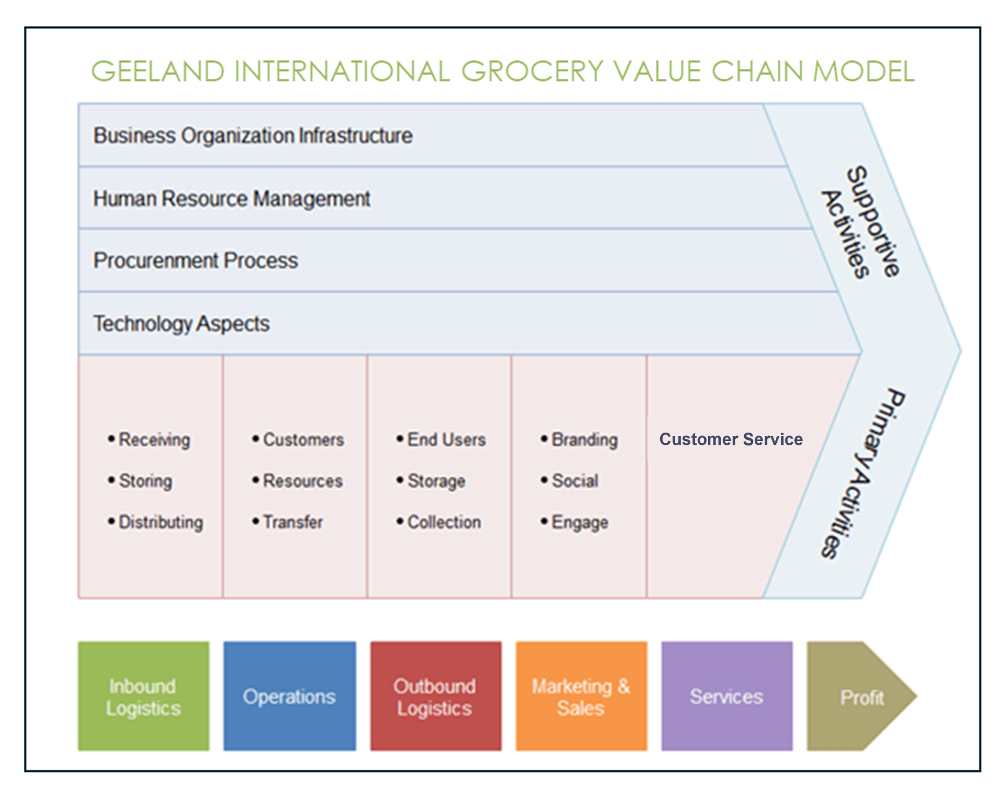 GEELAND INTERNATIONAL GROCERY VALUE CHAIN MODEL
Business Organization Infrastructure
Human Resource Management
Procurenment Process
Technology Aspects
Supportive
Activities
• Receiving
• Storing
• Distributing
• Customers
• Resources
• Transfer
• End Users
• Storage
• Collection
• Branding
• Social
• Engage
Customer Service
Primary Activities
Inbound
Logistics
Operations
Outbound
Logistics
Marketing &
Sales
Services
Profit